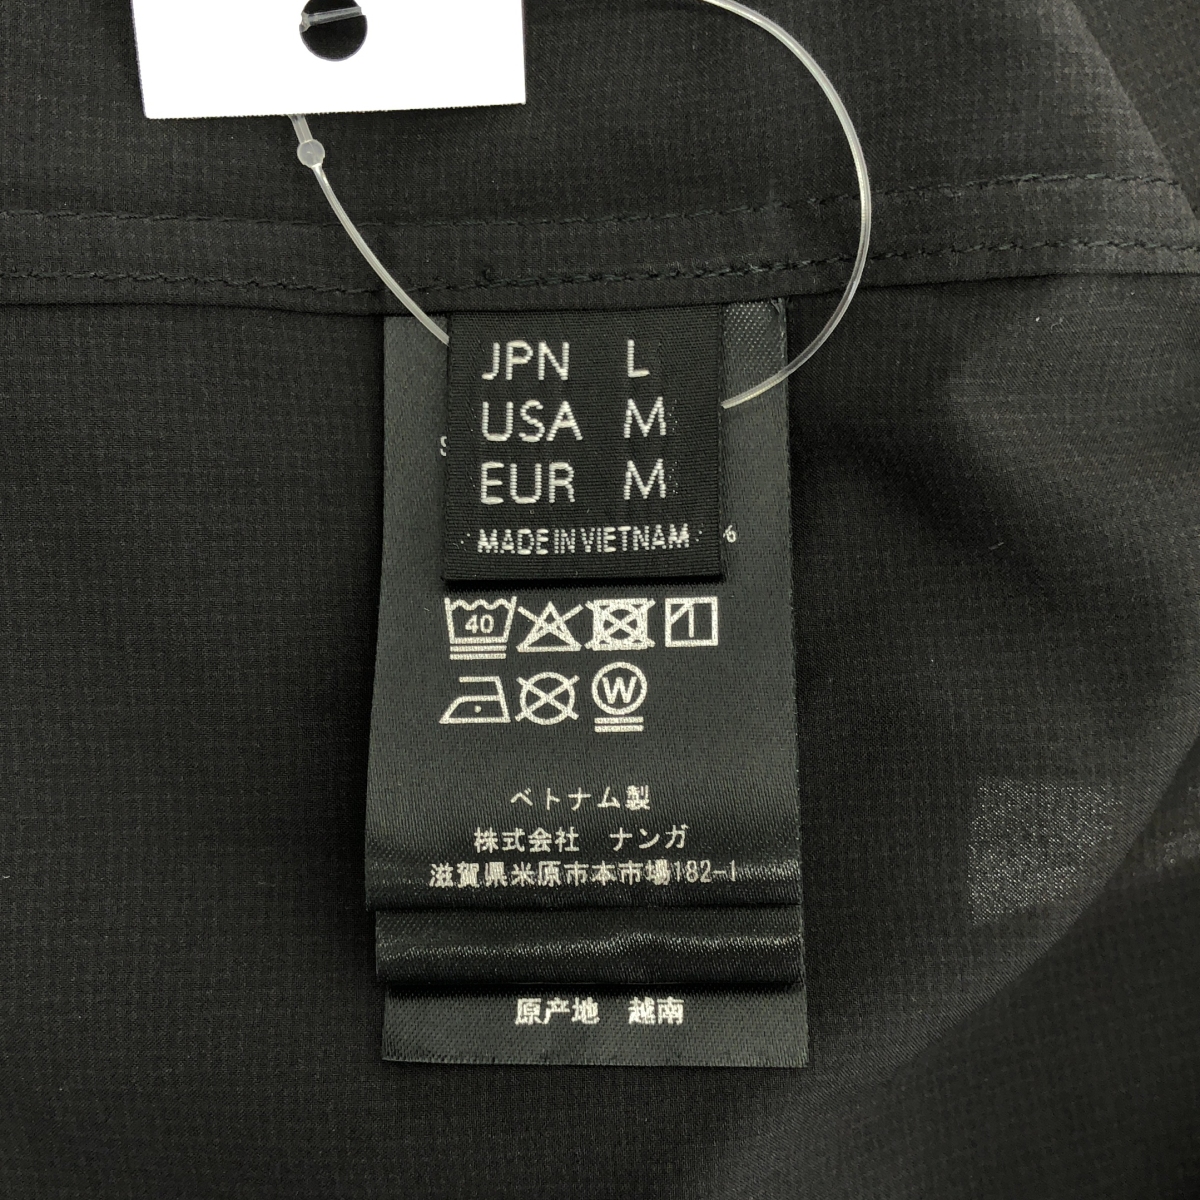 JPN L
USA M
EUR M
MADE IN VIETNAM
40
W
ベトナム製
株式会社 ナンガ
滋賀県米原市本市場182-1
原产地 越南